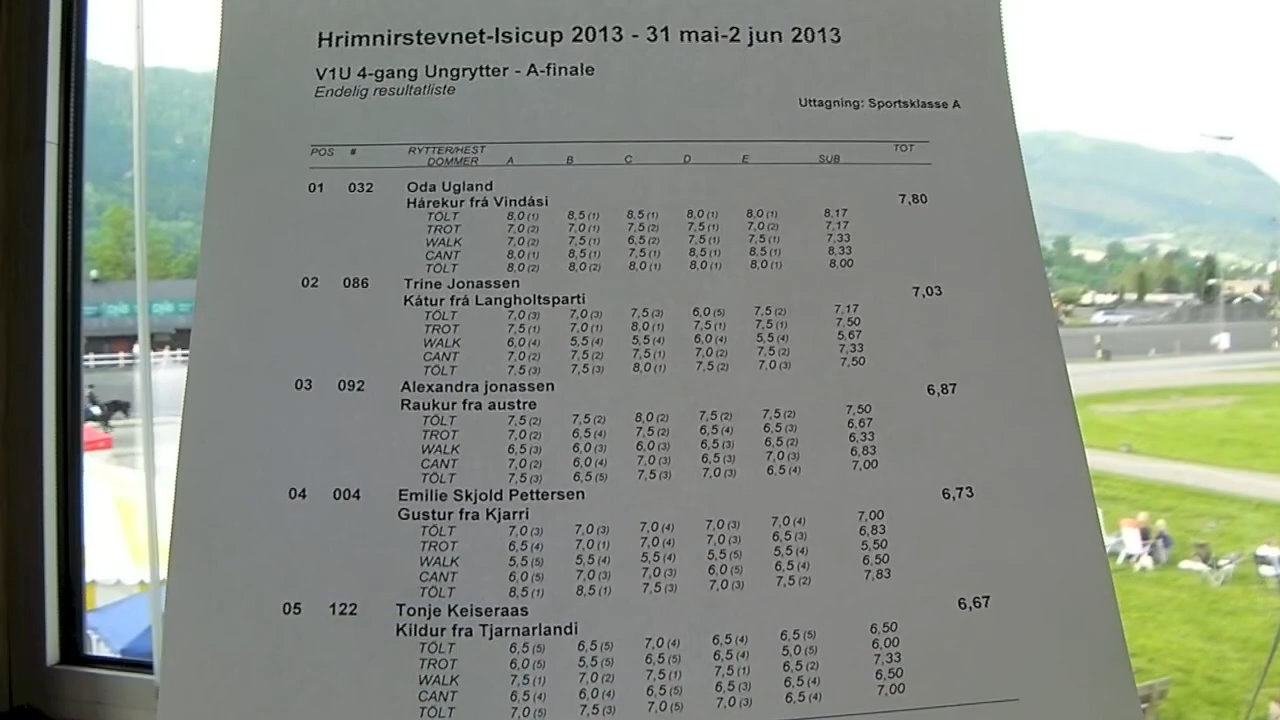 Hrimnirstevnet-Isicup 2013 - 31 mai-2 jun 2013
V1U 4-gang Ungrytter - A-finale
Endelig resultatliste
Uttagning: Sportsklasse A
POS # RYTTER/HEST TOT
DOMMER A B C D E SUB
01 032 Oda Ugland
Hárekur frá Vindási 7,80
TÖLT 8,0 (1) 8,5 (1) 8,5 (1) 8,0 (1) 8,0 (1) 8,17
TROT 7,0 (2) 7,0 (1) 7,5 (2) 7,5 (1) 7,0 (2) 7,17
WALK 7,0 (2) 7,5 (1) 6,5 (2) 7,5 (1) 7,5 (1) 7,33
CANT 8,0 (1) 8,5 (1) 7,5 (1) 8,5 (1) 8,5 (1) 8,33
TÖLT 8,0 (2) 8,0 (2) 8,0 (1) 8,0 (1) 8,0 (1) 8,00
02 086 Trine Jonassen 7,03
Kátur frá Langholtsparti
TÖLT 7,0 (3) 7,0 (3) 7,5 (3) 6,0 (5) 7,5 (2) 7,17
TROT 7,5 (1) 7,0 (1) 8,0 (1) 7,5 (1) 7,5 (1) 7,50
WALK 6,0 (4) 5,5 (4) 5,5 (4) 6,0 (4) 5,5 (4) 5,67
CANT 7,0 (2) 7,5 (2) 7,5 (1) 7,0 (2) 7,5 (2) 7,33
TÖLT 7,5 (3) 7,5 (3) 8,0 (1) 7,5 (2) 7,0 (3) 7,50
03 092 Alexandra jonassen 6,87
Raukur fra austre
TÖLT 7,5 (2) 7,5 (2) 8,0 (2) 7,5 (2) 7,5 (2) 7,50
TROT 7,0 (2) 6,5 (4) 7,5 (2) 6,5 (4) 6,5 (3) 6,67
WALK 6,5 (3) 6,0 (3) 6,0 (3) 6,5 (3) 6,5 (2) 6,33
CANT 7,0 (2) 6,0 (4) 7,0 (3) 6,5 (3) 7,0 (3) 6,83
TÖLT 7,5 (3) 6,5 (5) 7,5 (3) 7,0 (3) 6,5 (4) 7,00
04 004 Emilie Skjold Pettersen 6,73
Gustur fra Kjarri
TÖLT 7,0 (3) 7,0 (3) 7,0 (4) 7,0 (3) 7,0 (4) 7,00
TROT 6,5 (4) 7,0 (1) 7,0 (4) 7,0 (3) 6,5 (3) 6,83
WALK 5,5 (5) 5,5 (4) 5,5 (4) 5,5 (5) 5,5 (4) 5,50
CANT 6,0 (5) 7,0 (3) 7,0 (3) 6,0 (5) 6,5 (4) 6,50
TÖLT 8,5 (1) 8,5 (1) 7,5 (3) 7,0 (3) 7,5 (2) 7,83
05 122 Tonje Keiseraas 6,67
Kildur fra Tjarnarlandi
TÖLT 6,5 (5) 6,5 (5) 7,0 (4) 6,5 (4) 6,5 (5) 6,50
TROT 6,0 (5) 5,5 (5) 6,5 (5) 6,5 (4) 5,0 (5) 6,00
WALK 7,5 (1) 7,0 (2) 7,5 (1) 7,5 (1) 6,5 (2) 7,33
CANT 6,5 (4) 6,0 (4) 6,5 (5) 6,5 (3) 6,5 (4) 6,50
TÖLT 7,0 (5) 7,5 (3) 7,0 (5) 7,0 (3) 6,5 (4) 7,00